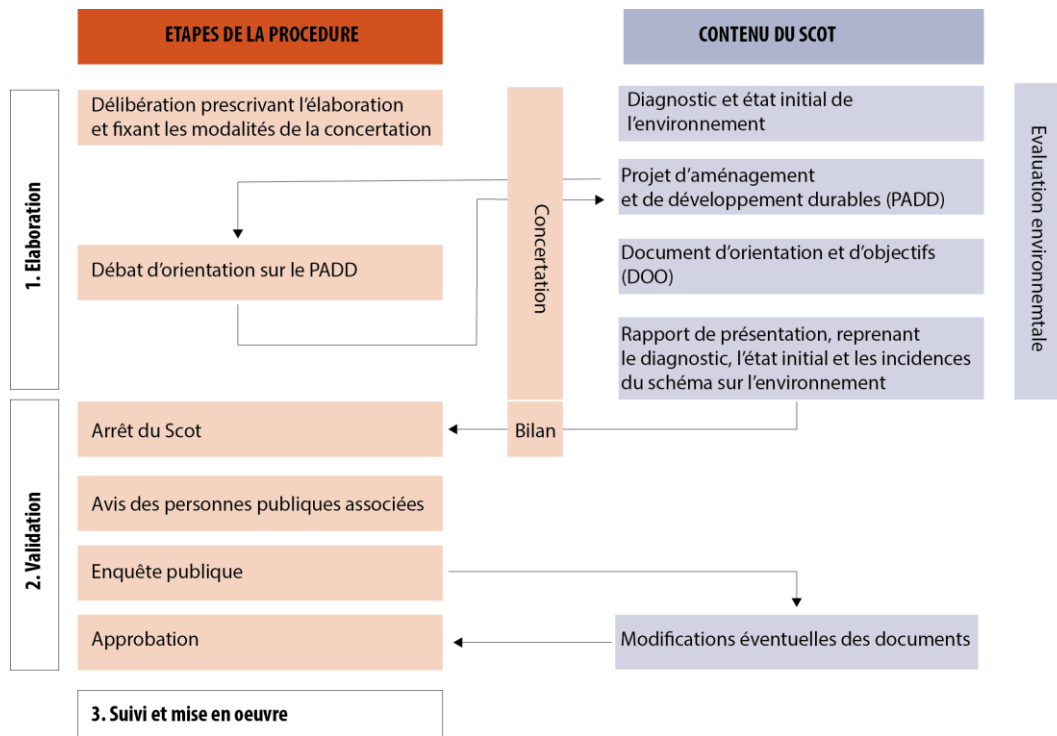 ETAPES DE LA PROCEDURE
CONTENU DU SCOT
1. Elaboration
Délibération prescrivant l’élaboration
et fixant les modalités de la concertation
Débat d’orientation sur le PADD
Concertation
Diagnostic et état initial de
l’environnement
Projet d’aménagement
et de développement durables (PADD)
Document d’orientation et d’objectifs
(DOO)
Rapport de présentation, reprenant
le diagnostic, l’état initial et les incidences
du schéma sur l’environnement
Evaluation environnemtale
2. Validation
Arrêt du Scot
Bilan
Avis des personnes publiques associées
Enquête publique
Approbation
Modifications éventuelles des documents
3. Suivi et mise en oeuvre